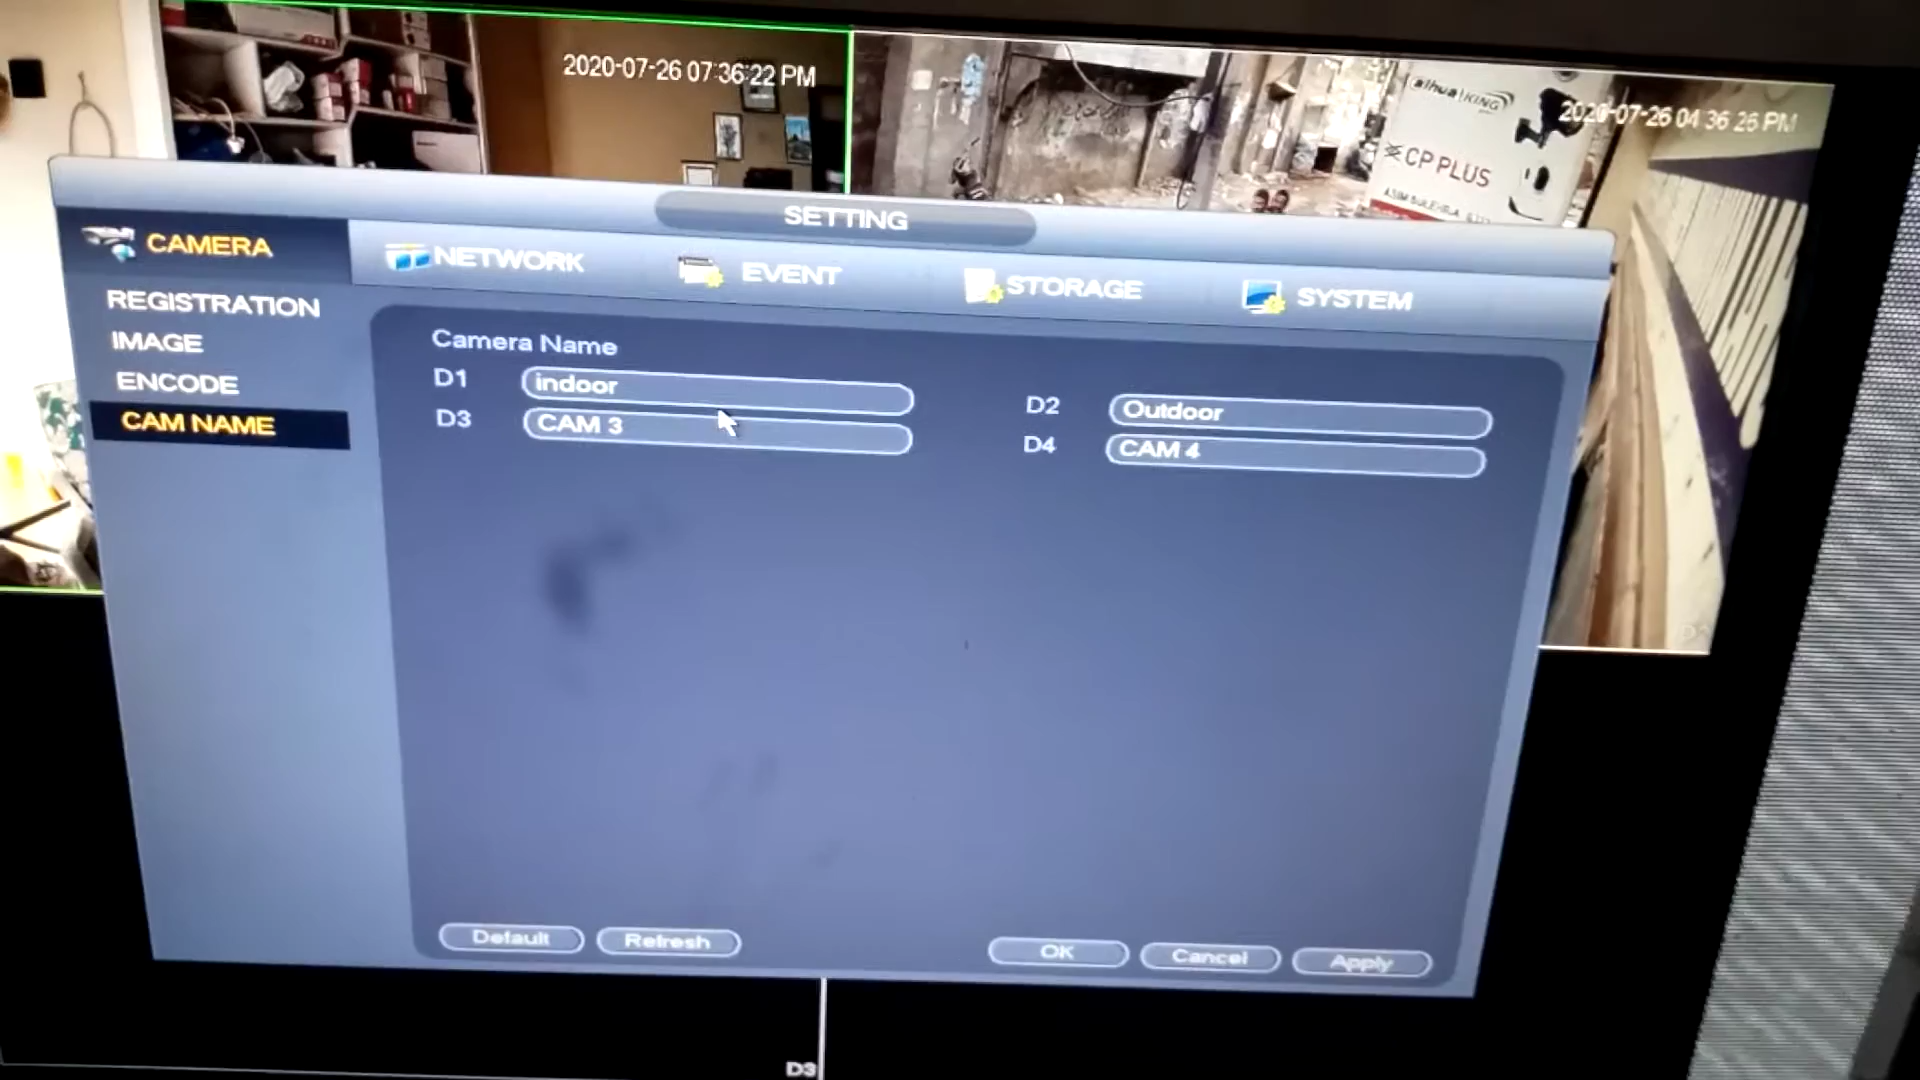 2020-07-26 07:36:22 PM
2020-07-26 04:36:26 PM
alhua KING
CP PLUS
SETTING
CAMERA
NETWORK
EVENT
STORAGE
SYSTEM
REGISTRATION
IMAGE
ENCODE
CAM NAME
Camera Name
D1 indoor
D2 Outdoor
D3 CAM 3
D4 CAM 4
Default
Refresh
OK
Cancel
Apply
D3